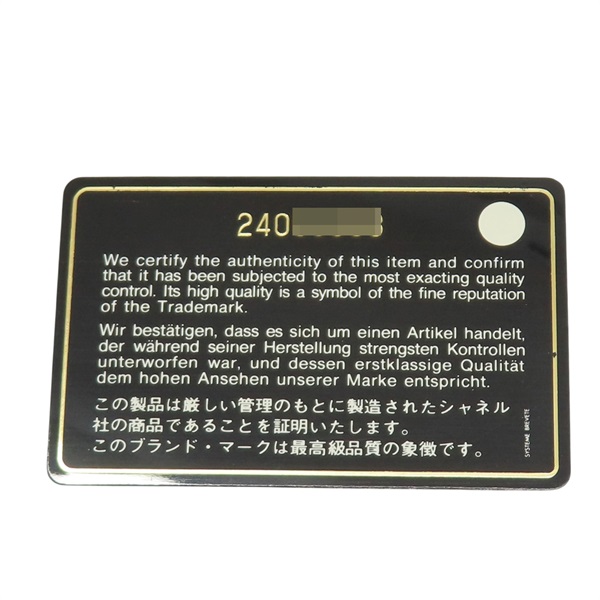 240
We certify the authenticity of this item and confirm
that it has been subjected to the most exacting quality
control. Its high quality is a symbol of the fine reputation
of the Trademark.
Wir bestätigen, dass es sich um einen Artikel handelt,
der während seiner Herstellung strengsten Kontrollen
unterworfen war, und dessen erstklassige Qualität
dem hohen Ansehen unserer Marke entspricht.
この製品は厳しい管理のもとに製造されたシャネル
社の商品であることを証明いたします。
このブランド・マークは最高級品質の象徴です。